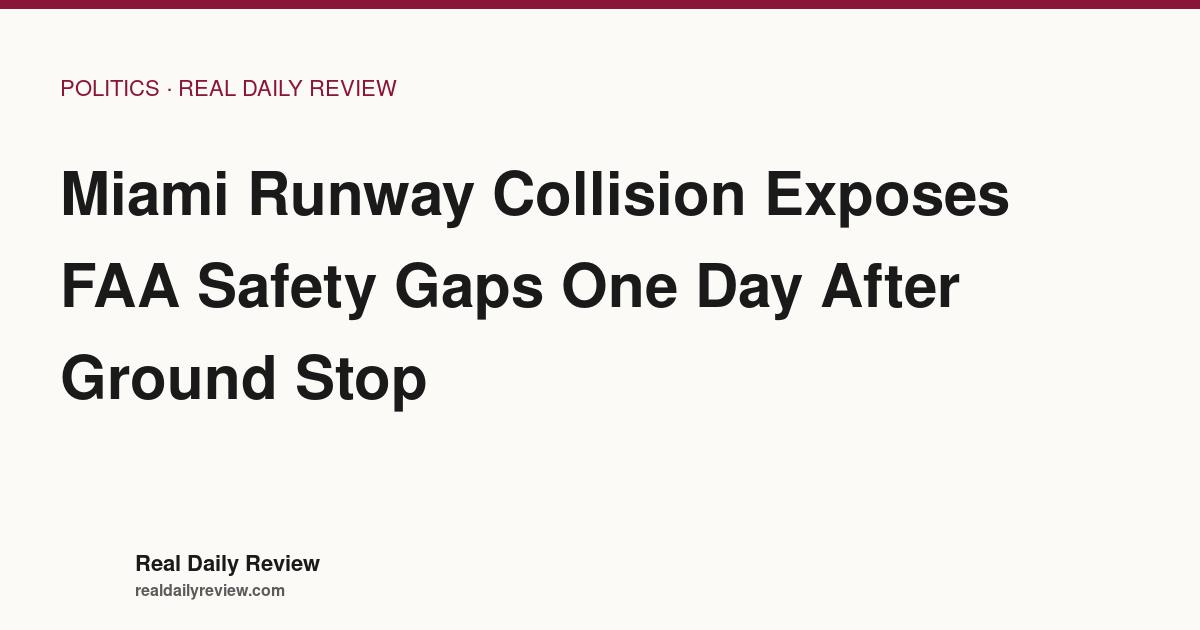 POLITICS · REAL DAILY REVIEW
Miami Runway Collision Exposes
FAA Safety Gaps One Day After
Ground Stop
Real Daily Review
realdailyreview.com